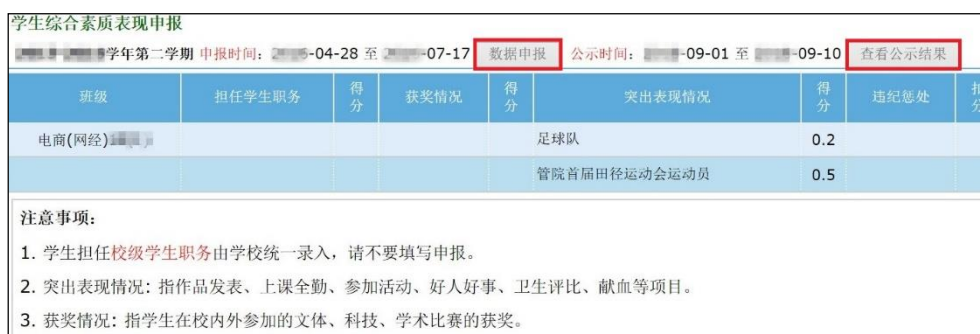 学生综合素质表现申报
学年第二学期 申报时间: -04-28 至 -07-17 数据申报 公示时间: -09-01 至 -09-10 查看公示结果
班级 担任学生职务 得分 获奖情况 得分 突出表现情况 得分 违纪惩处
电商(网经) 足球队 0.2
管院首届田径运动会运动员 0.5
注意事项:
1. 学生担任校级学生职务由学校统一录入，请不要填写申报。
2. 突出表现情况: 指作品发表、上课全勤、参加活动、好人好事、卫生评比、献血等项目。
3. 获奖情况: 指学生在校内外参加的文体、科技、学术比赛的获奖。